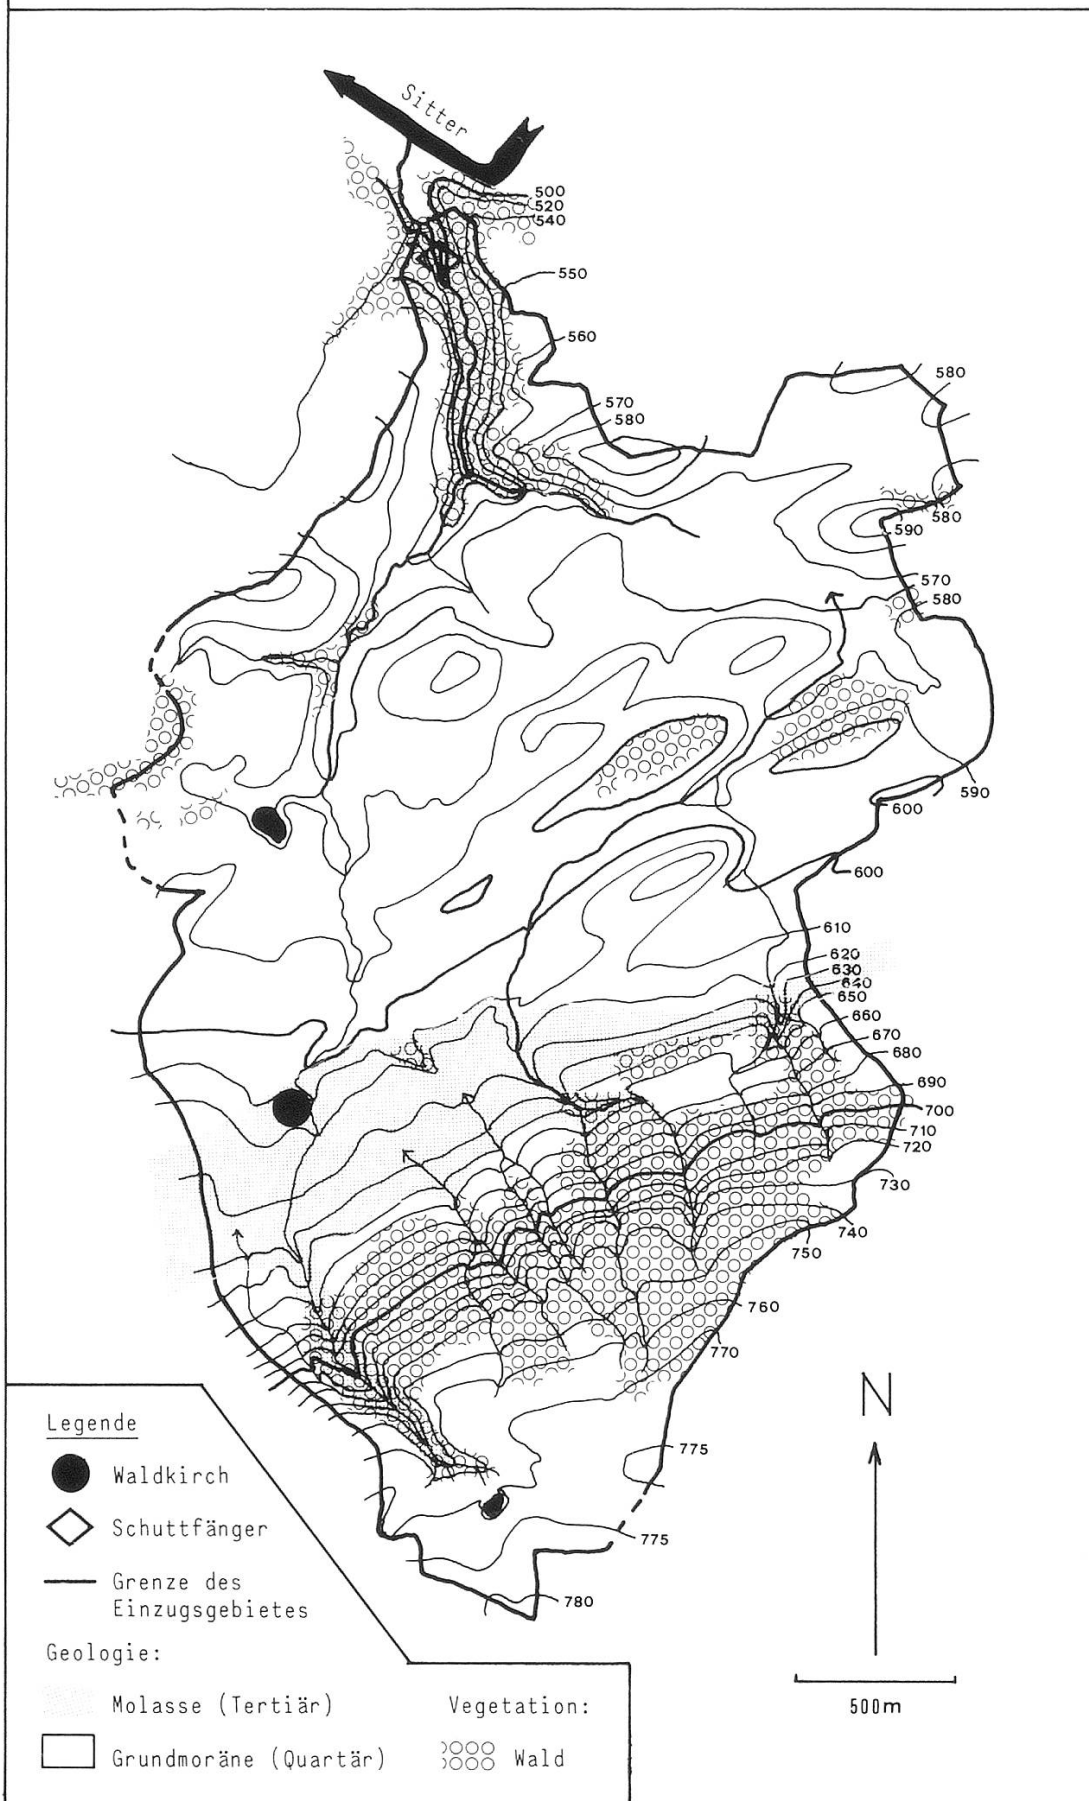 Sitter
500
520
540
550
560
580
570
580
580
590
570
580
590
600
600
610
620
630
640
650
660
670
680
690
700
710
720
730
740
750
760
770
N
775
775
780
500m
Legende
Waldkirch
Schuttfänger
Grenze des
Einzugsgebietes
Geologie:
Molasse (Tertiär)
Grundmoräne (Quartär)
Vegetation:
Wald